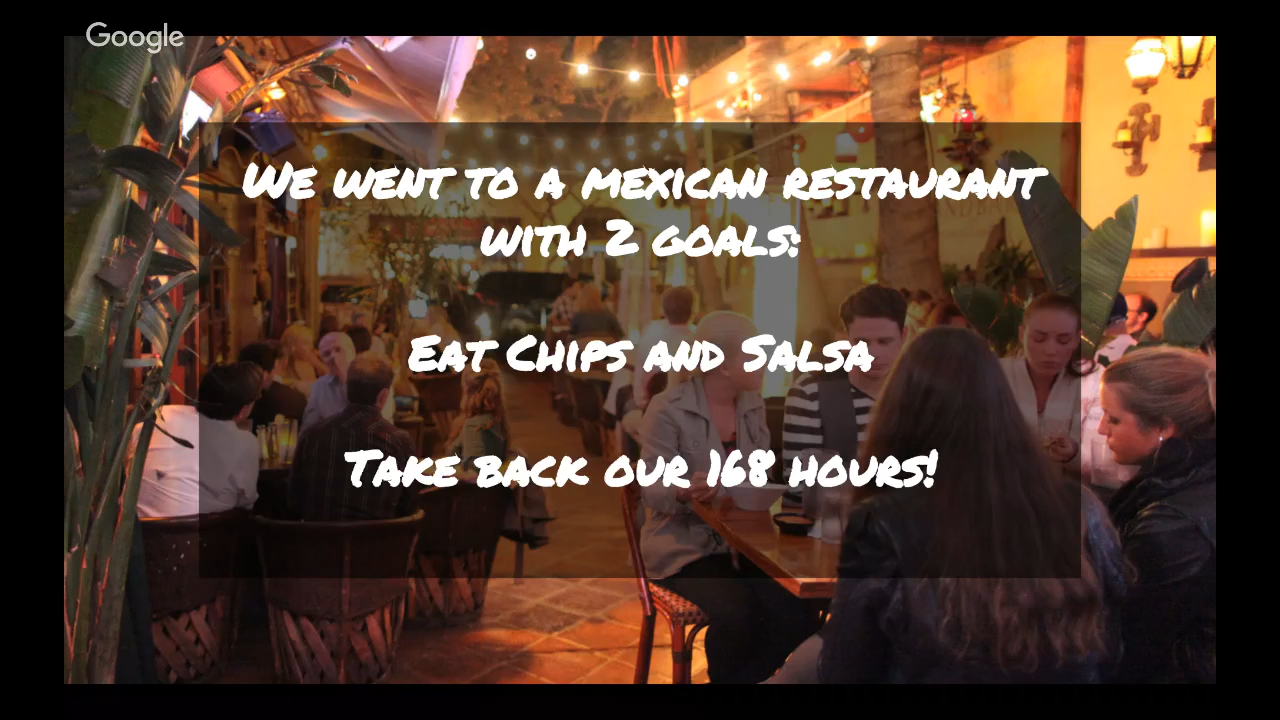 Google
We went to a mexican restaurant
with 2 goals:
Eat Chips and Salsa
Take back our 168 hours!